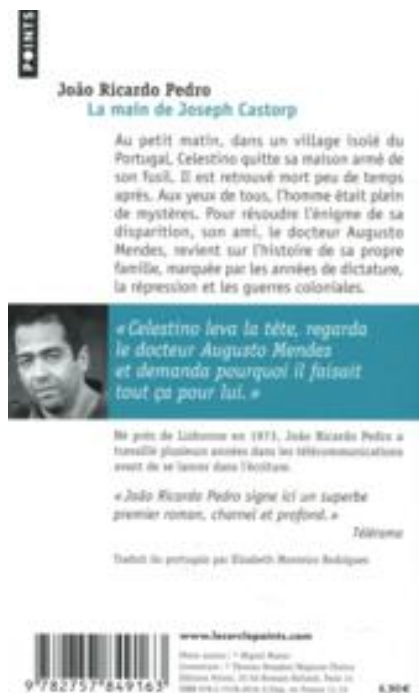 POINTS
João Ricardo Pedro
La main de Joseph Castorp
Au petit matin, dans un village isolé du
Portugal, Celestino quitte sa maison armé de
son fusil. Il est retrouvé mort peu de temps
après. Aux yeux de tous, l'homme était plein
de mystères. Pour résoudre l'énigme de sa
disparition, son ami, le docteur Augusto
Mendes, revient sur l'histoire de sa propre
famille, marquée par les années de dictature,
la répression et les guerres coloniales.
« Celestino leva la tête, regarda
le docteur Augusto Mendes
et demanda pourquoi il faisait
tout ça pour lui. »
Né près de Lisbonne en 1973, João Ricardo Pedro a
travaillé plusieurs années dans les télécommunications
avant de se lancer dans l'écriture.
« João Ricardo Pedro signe ici un superbe
premier roman, charnel et profond. »
Télérama
Traduit du portugais par Elisabeth Monteiro Rodrigues
www.lecerclepoints.com
9 782757 849163